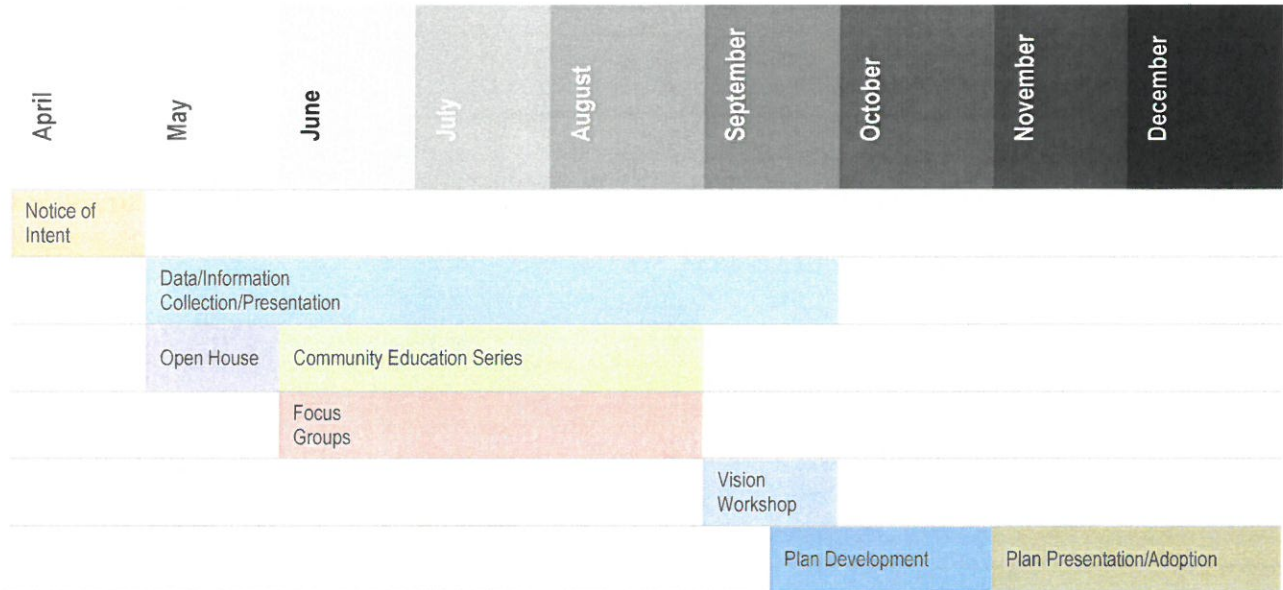 April
May
June
July
August
September
October
November
December
Notice of
Intent
Data/Information
Collection/Presentation
Open House
Community Education Series
Focus
Groups
Vision
Workshop
Plan Development
Plan Presentation/Adoption